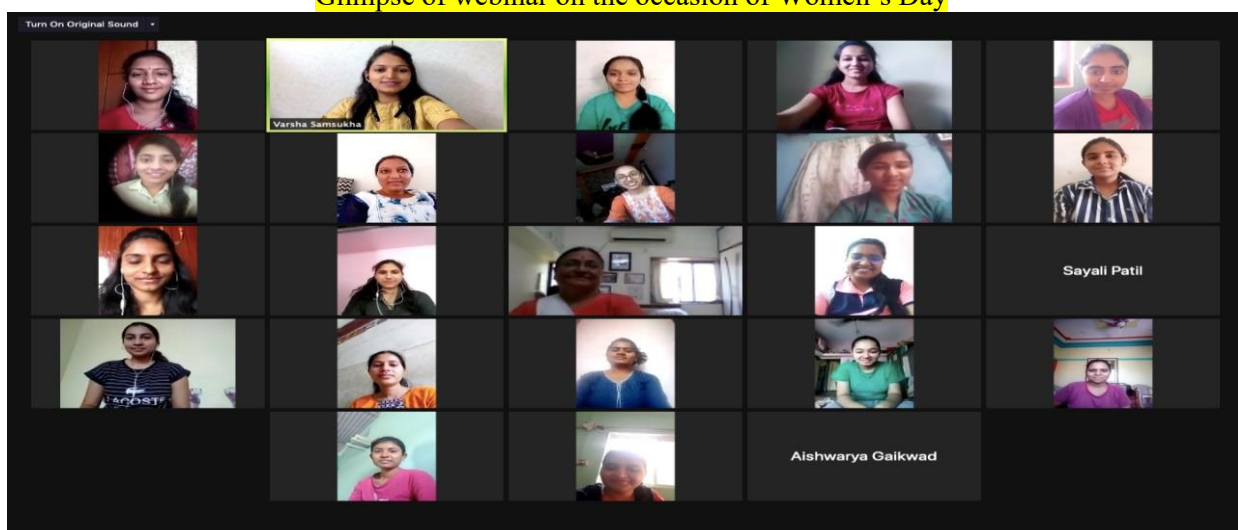 Glimpse of webinar on the occasion of Women's Day
Turn On Original Sound
Varsha Samsukha
Sayali Patil
LACOSTE
Aishwarya Gaikwad